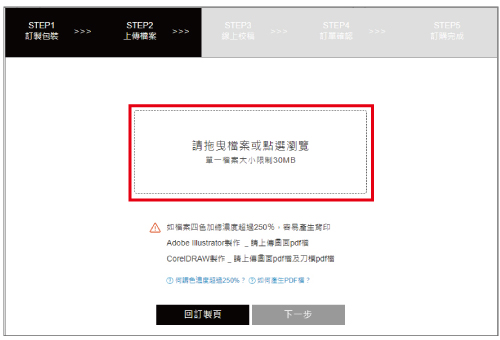 STEP1
訂製包裝
>>>
STEP2
上傳檔案
>>>
STEP3
線上校稿
>>>
STEP4
訂單確認
>>>
STEP5
訂購完成
請拖曳檔案或點選瀏覽
單一檔案大小限制30MB
如檔案四色加總濃度超過250%，容易產生背印
Adobe Illustrator製作 _ 請上傳圖面pdf檔
CorelDRAW製作 _ 請上傳圖面pdf檔及刀模pdf檔
? 何謂色濃度超過250%？ ? 如何產生PDF檔？
回訂製頁
下一步